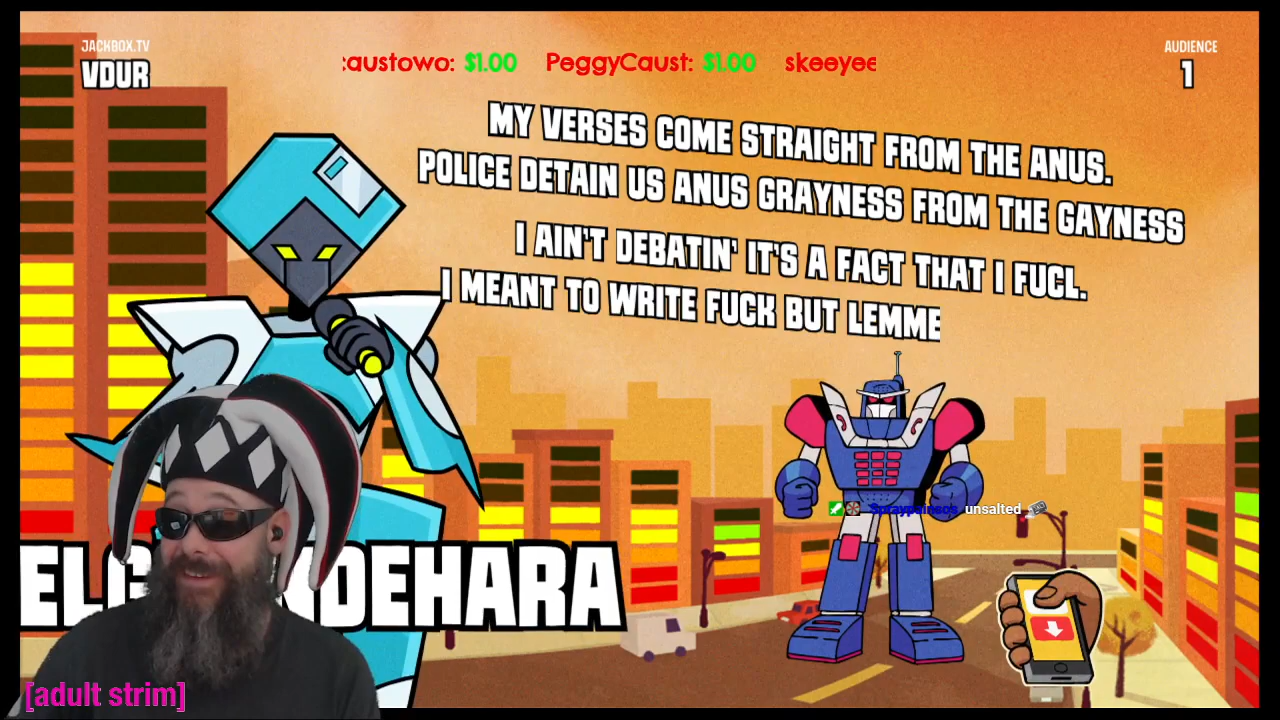 JACKBOX.TV
VDUR
caustowo: $1.00 PeggyCaust: $1.00 skeeyee
AUDIENCE
1
MY VERSES COME STRAIGHT FROM THE ANUS.
POLICE DETAIN US ANUS GRAYNESS FROM THE GAYNESS
I AIN'T DEBATIN' IT'S A FACT THAT I FUCL.
I MEANT TO WRITE FUCK BUT LEMME
unsalted
[adult strim]